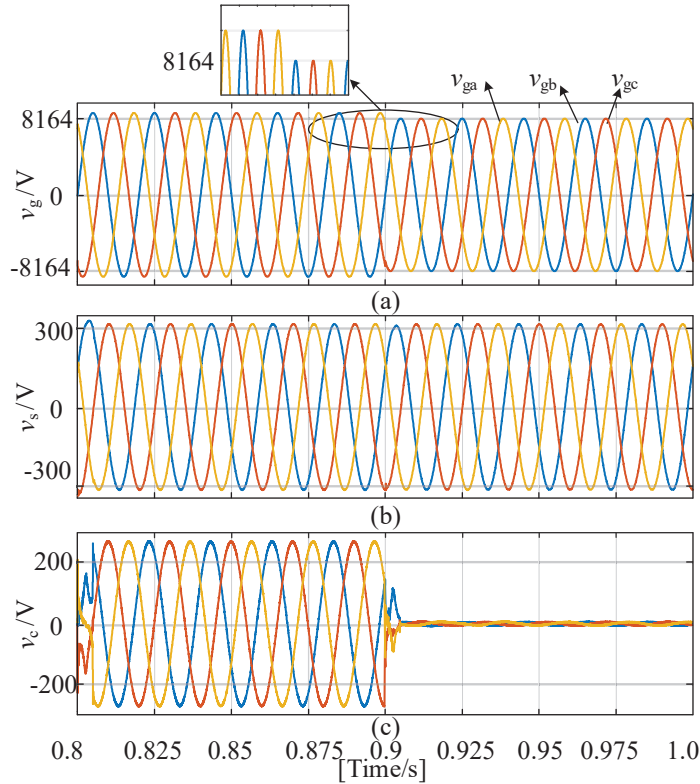 8164
v_ga v_gb v_gc
8164
0
-8164
v_g/V
(a)
300
0
-300
v_s/V
(b)
200
0
-200
v_c/V
(c)
0.8 0.825 0.85 0.875 0.9 0.925 0.95 0.975 1.0
[Time/s]